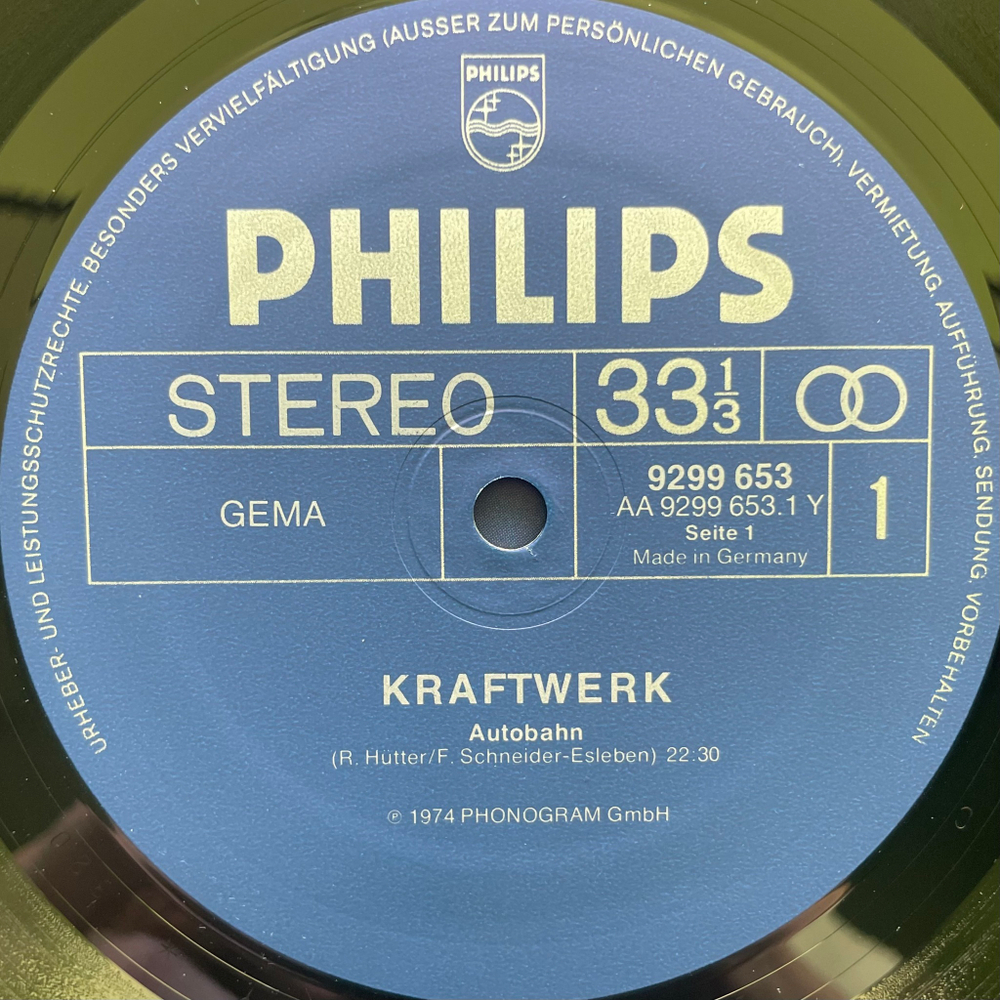 URHEBER- UND LEISTUNGSSCHUTZRECHTE, BESONDERS VERVIELFÄLTIGUNG (AUSSER ZUM PERSÖNLICHEN GEBRAUCH), VERMIETUNG, AUFFÜHRUNG, SENDUNG, VORBEHALTEN
PHILIPS
PHILIPS
STEREO
33 1/3
GEMA
9299 653
AA 9299 653.1 Y
Seite 1
Made in Germany
1
KRAFTWERK
Autobahn
(R. Hütter/F. Schneider-Esleben) 22:30
℗ 1974 PHONOGRAM GmbH